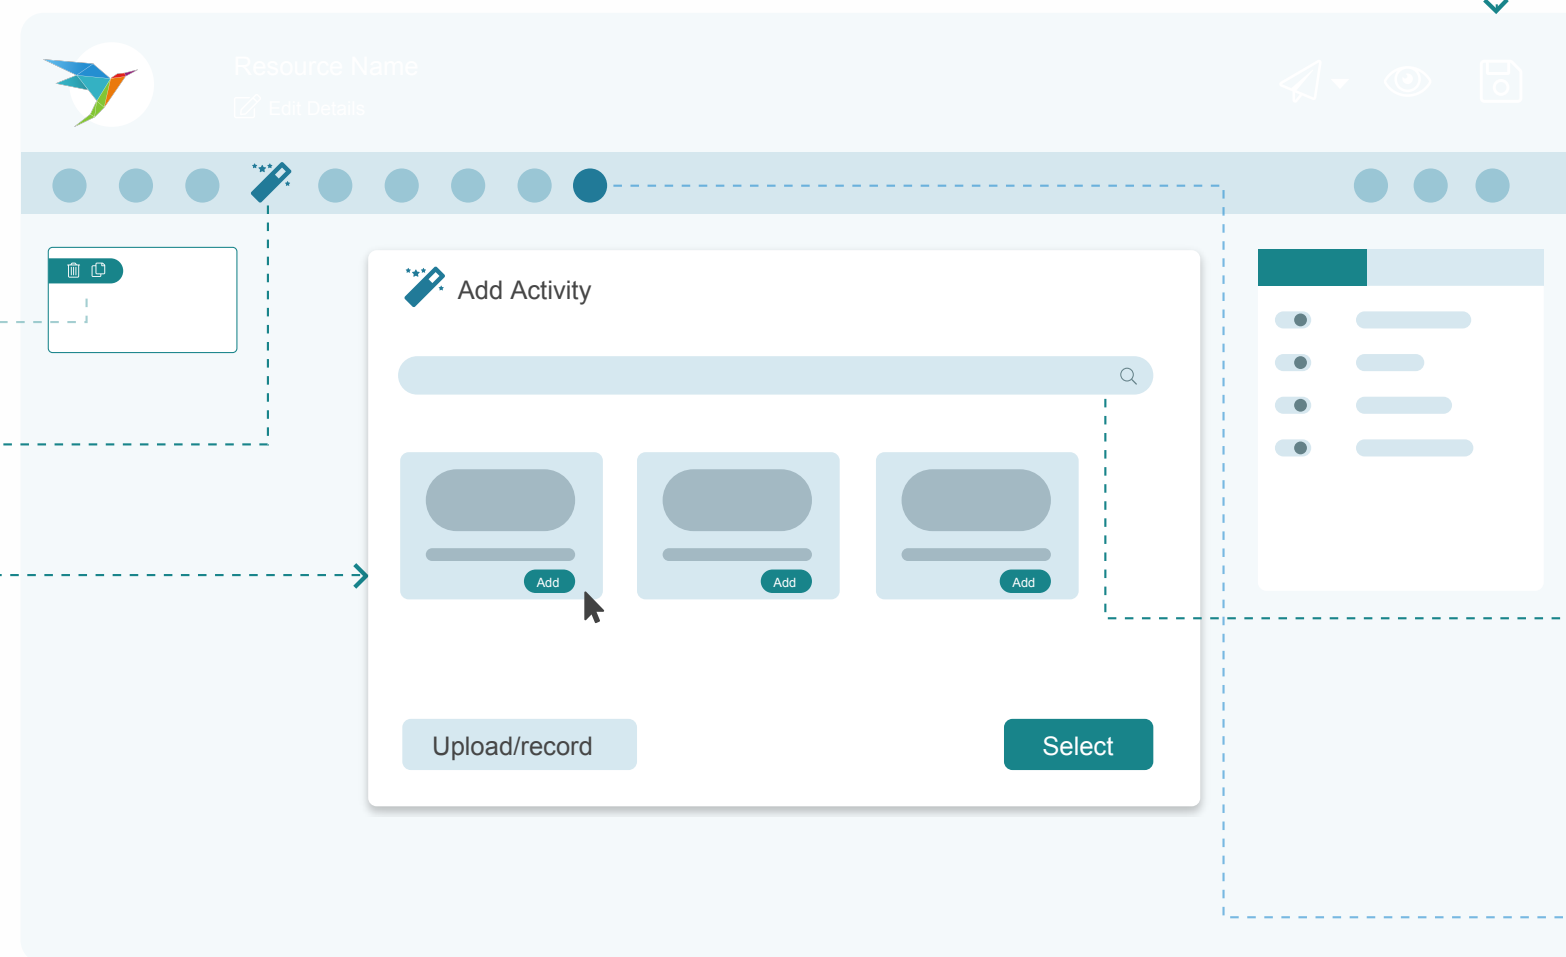 Resource Name
Edit Details
Add Activity
Add
Add
Add
Upload/record
Select